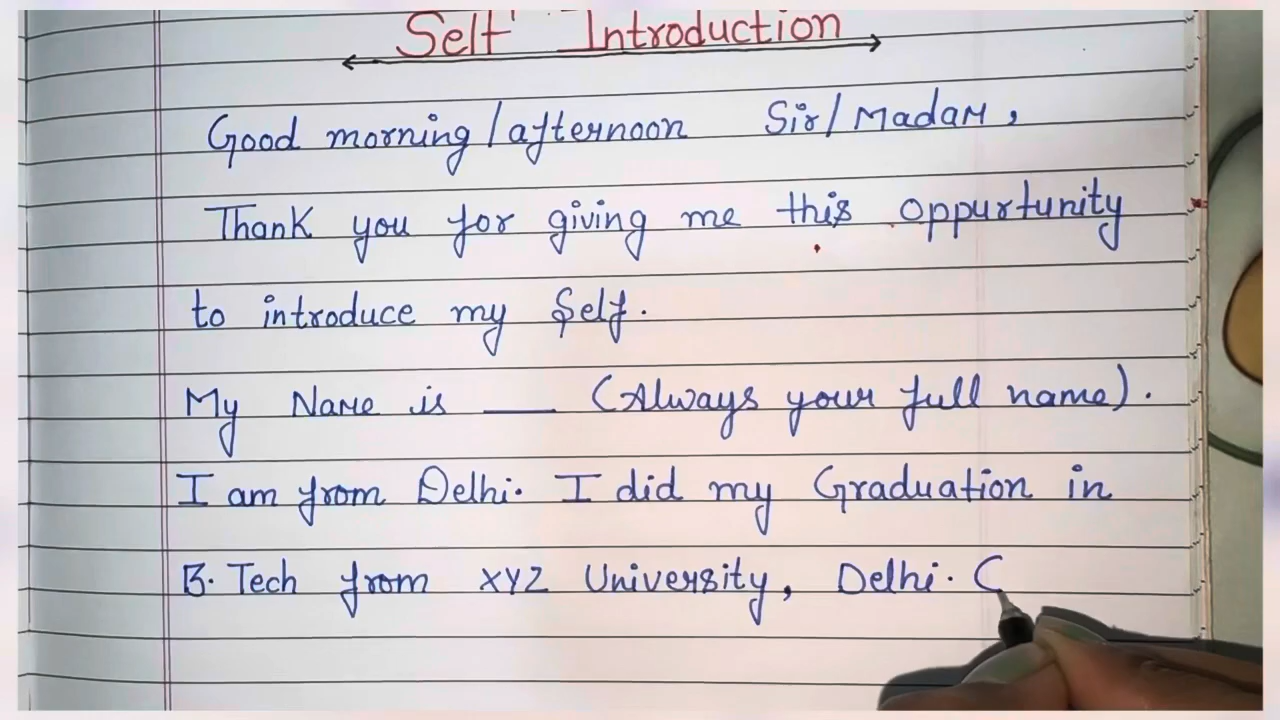 Self Introduction
Good morning/afternoon Sir/Madam,
Thank you for giving me this oppurtunity
to introduce my Self.
My Name is ___ (Always your full name).
I am from Delhi. I did my Graduation in
B. Tech from XYZ University, Delhi. C